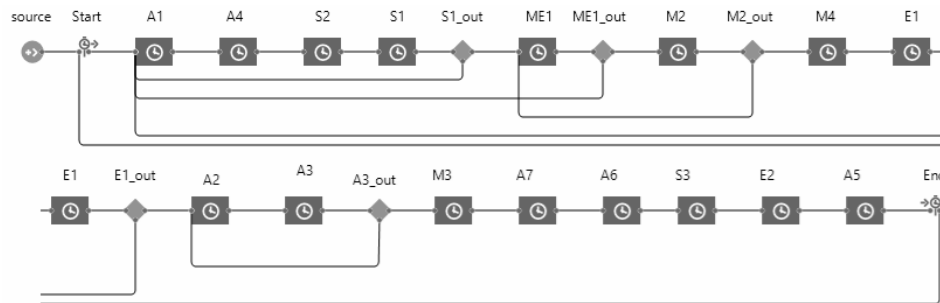 source Start A1 A4 S2 S1 S1_out ME1 ME1_out M2 M2_out M4 E1
E1 E1_out A2 A3 A3_out M3 A7 A6 S3 E2 A5 End